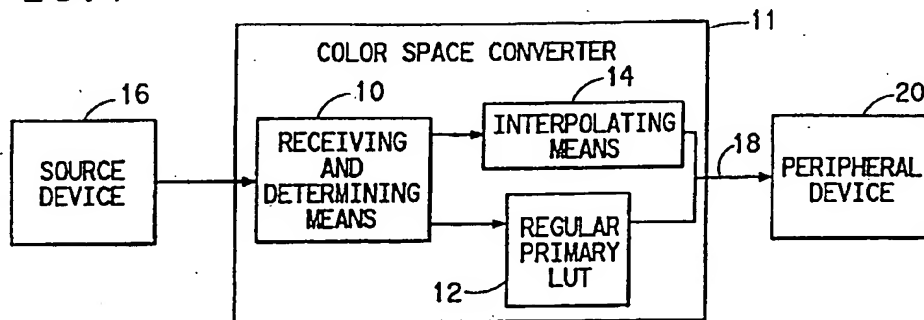 11
COLOR SPACE CONVERTER
16
10
14
20
SOURCE
DEVICE
RECEIVING
AND
DETERMINING
MEANS
INTERPOLATING
MEANS
18
PERIPHERAL
DEVICE
REGULAR
PRIMARY
LUT
12